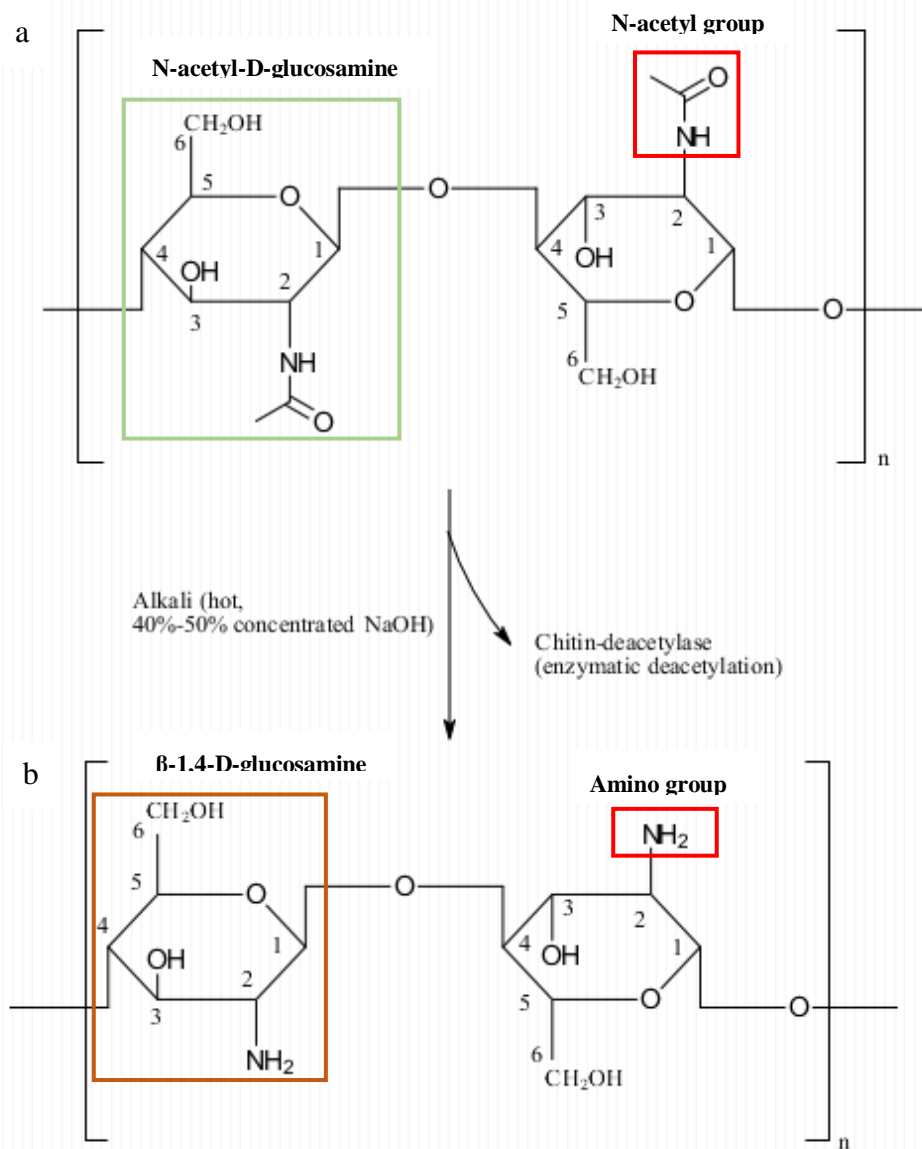 a
N-acetyl group
N-acetyl-D-glucosamine
O
NH
CH₂OH
6
5
O
O
4
1
OH
2
3
NH
O
3
2
1
4
OH
5
O
O
6
CH₂OH
n
Alkali (hot,
40%-50% concentrated NaOH)
Chitin-deacetylase
(enzymatic deacetylation)
b
ß-1,4-D-glucosamine
Amino group
CH₂OH
6
NH₂
5
O
O
4
1
OH
2
3
NH₂
3
2
1
4
OH
5
O
O
6
CH₂OH
n